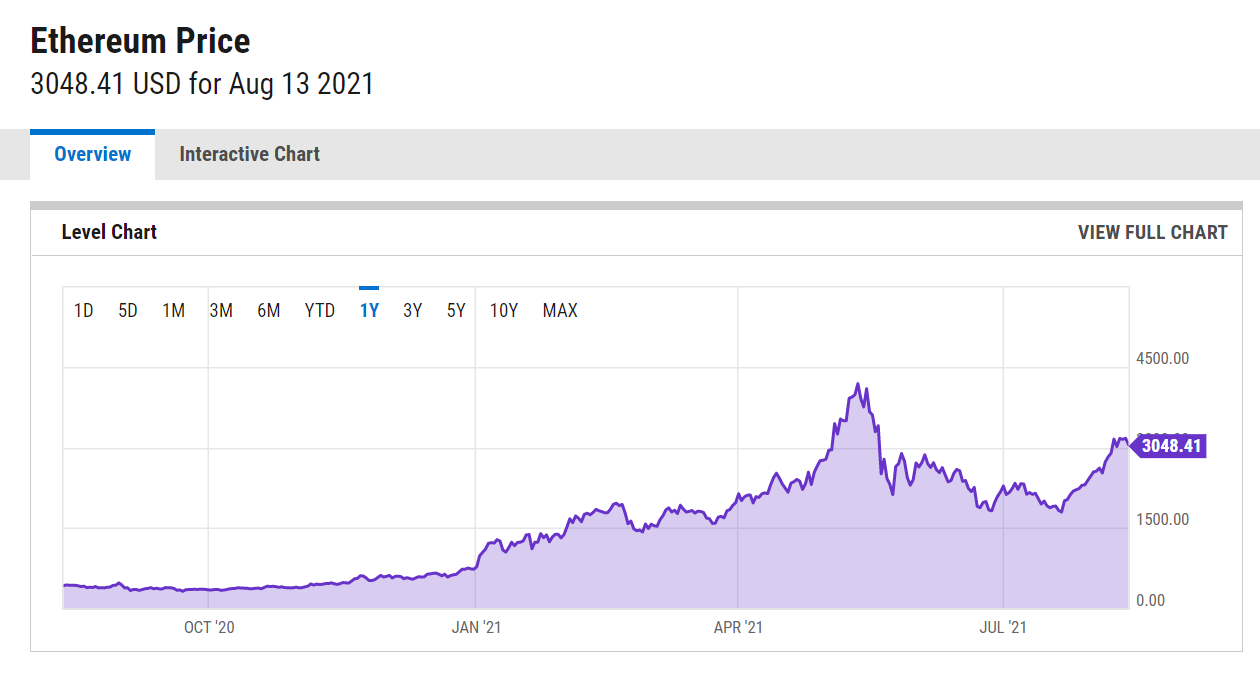 Ethereum Price
3048.41 USD for Aug 13 2021
Overview Interactive Chart
Level Chart VIEW FULL CHART
1D 5D 1M 3M 6M YTD 1Y 3Y 5Y 10Y MAX
4500.00
3048.41
1500.00
0.00
OCT '20 JAN '21 APR '21 JUL '21